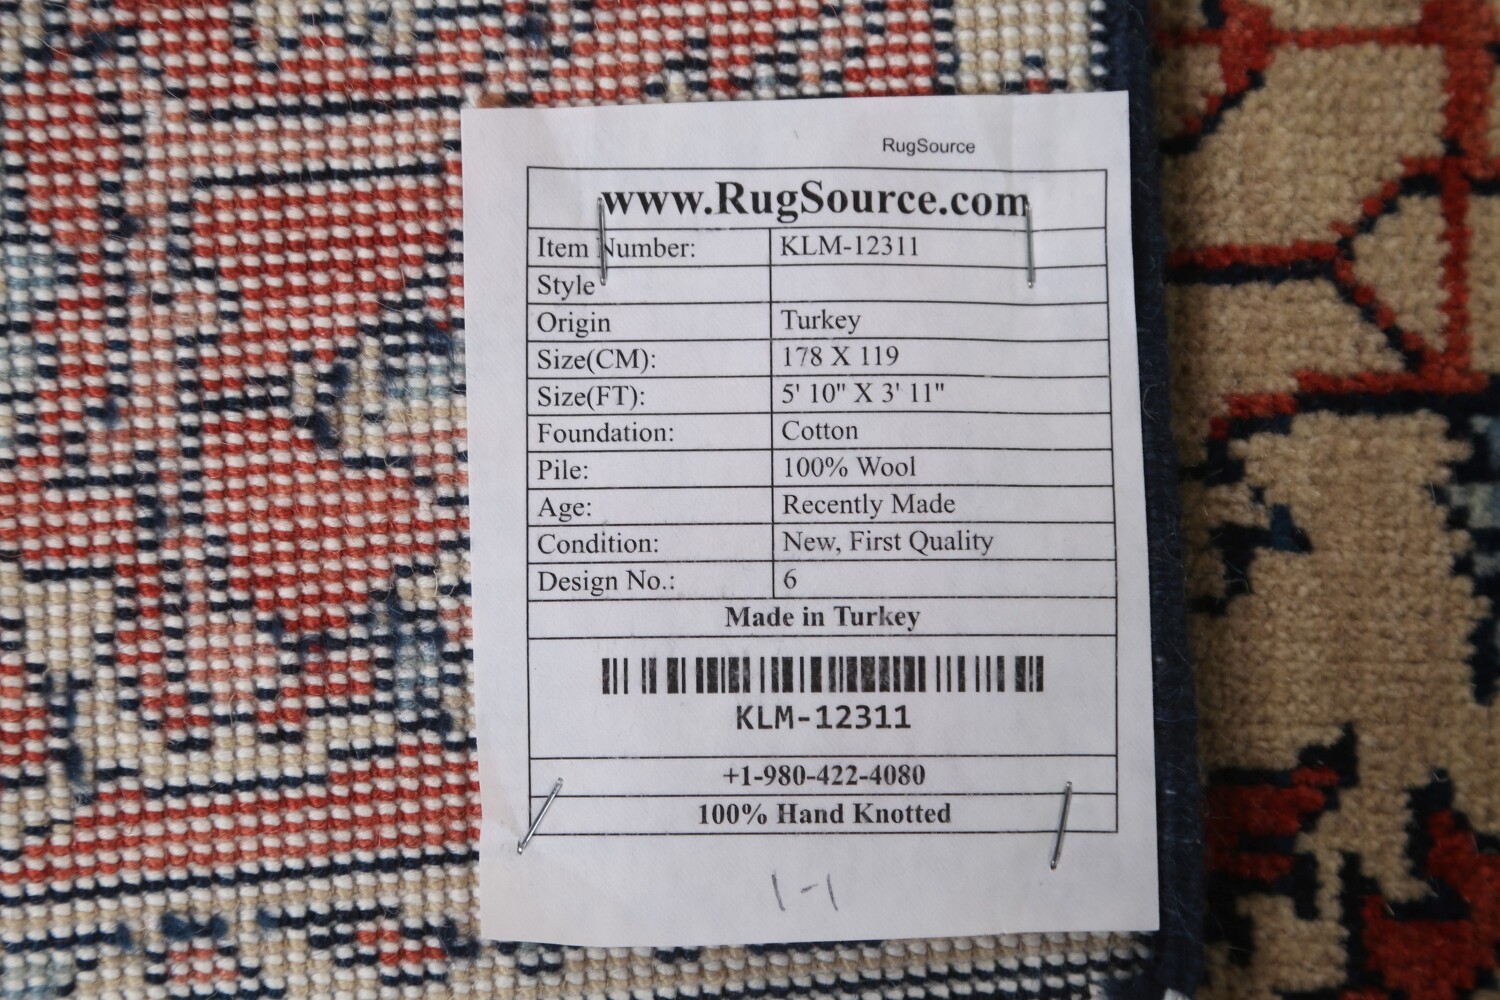 RugSource
www.RugSource.com
Item Number: KLM-12311
Style
Origin Turkey
Size(CM): 178 X 119
Size(FT): 5' 10" X 3' 11"
Foundation: Cotton
Pile: 100% Wool
Age: Recently Made
Condition: New, First Quality
Design No.: 6
Made in Turkey
KLM-12311
+1-980-422-4080
100% Hand Knotted
1-1